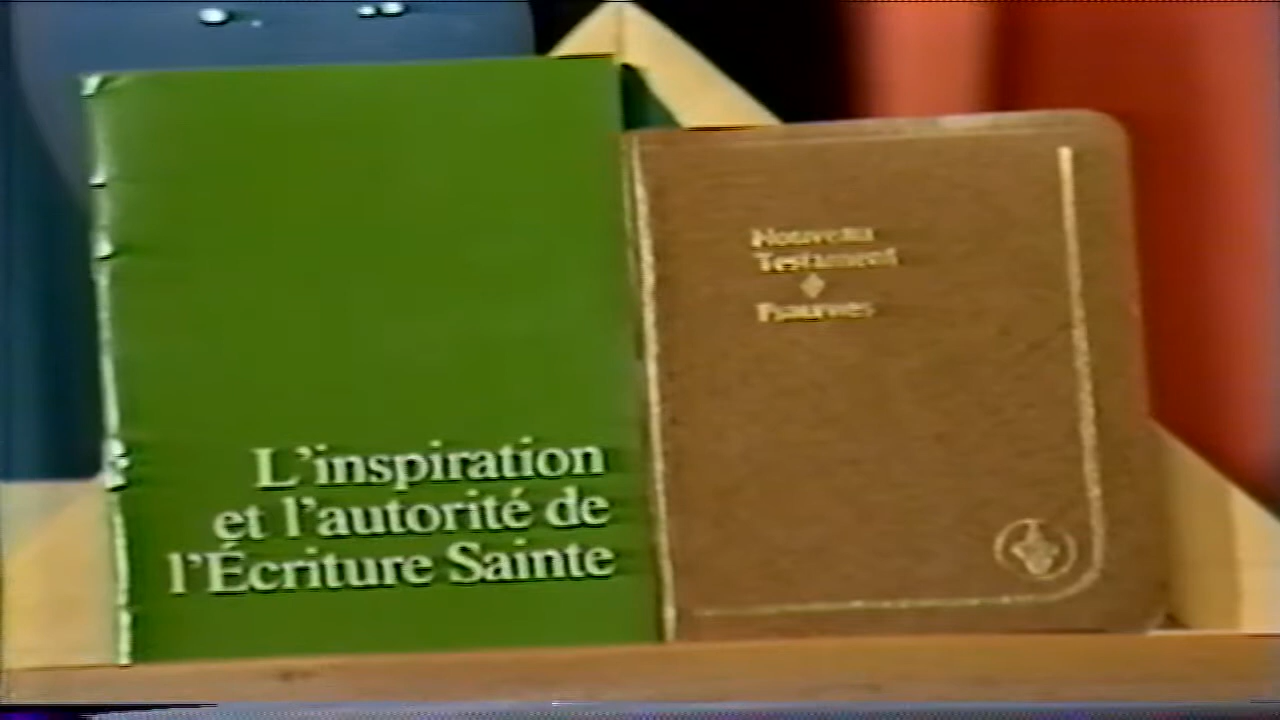 L'inspiration
et l'autorité de
l'Écriture Sainte
Nouveau
Testament
Psaumes